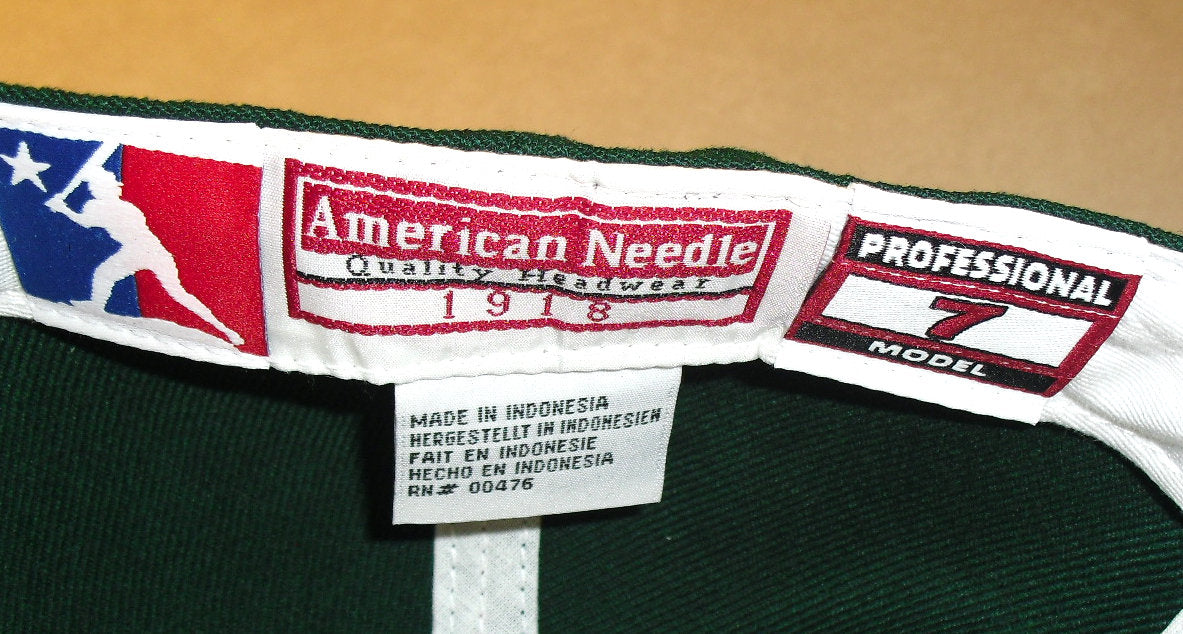 American Needle
Quality Headwear
1918
PROFESSIONAL
7
MODEL
MADE IN INDONESIA
HERGESTELLT IN INDONESIEN
FAIT EN INDONESIE
HECHO EN INDONESIA
RN# 00476